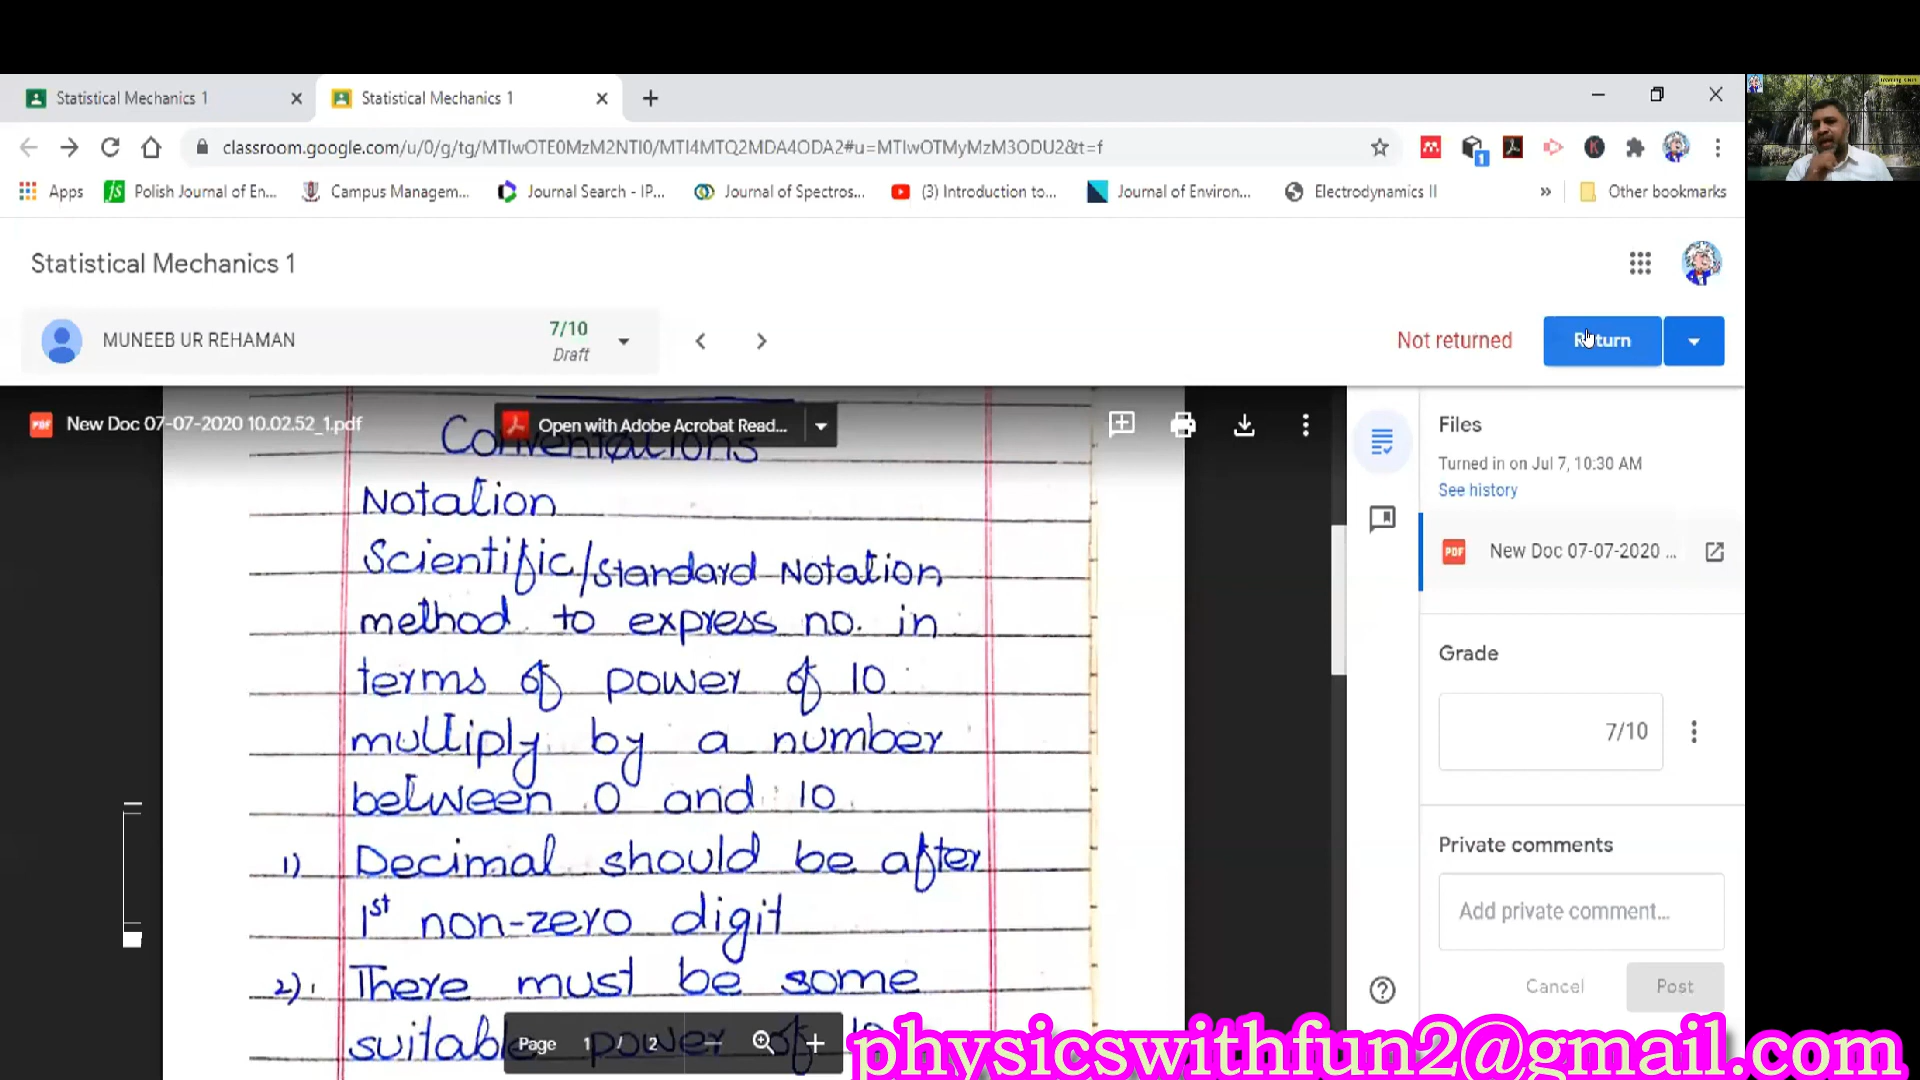 Statistical Mechanics 1
Statistical Mechanics 1
classroom.google.com/u/0/g/tg/MTIwOTE0MzM2NTI0/MTI4MTQ2MDA4ODA2#u=MTIwOTMyMzM3ODU2&t=f
Apps
Polish Journal of En...
Campus Managem...
Journal Search - IP...
Journal of Spectros...
(3) Introduction to...
Journal of Environ...
Electrodynamics II
»
Other bookmarks
Statistical Mechanics 1
MUNEEB UR REHAMAN
7/10
Draft
Not returned
Return
New Doc 07-07-2020 10.02.52_1.pdf
Open with Adobe Acrobat Read...
Conventations
Notation
Scientific/standard Notation
method to express no. in
terms of power of 10
multiply by a number
between 0 and 10
1) Decimal should be after
1st non-zero digit
2) There must be some
suitable power of 10
Page 1 / 2
Files
Turned in on Jul 7, 10:30 AM
See history
PDF
New Doc 07-07-2020 ...
Grade
7/10
Private comments
Add private comment...
Cancel
Post
physicswithfun2@gmail.com